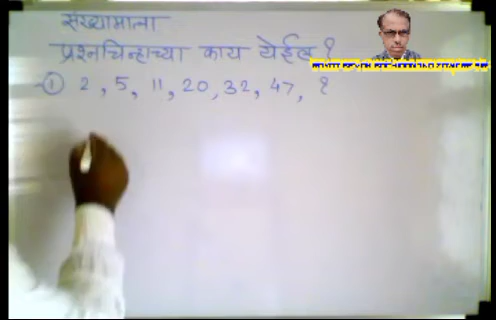 संख्यामाला
प्रश्नचिन्हाच्या काय येईल ?
① 2, 5, 11, 20, 32, 47, ?